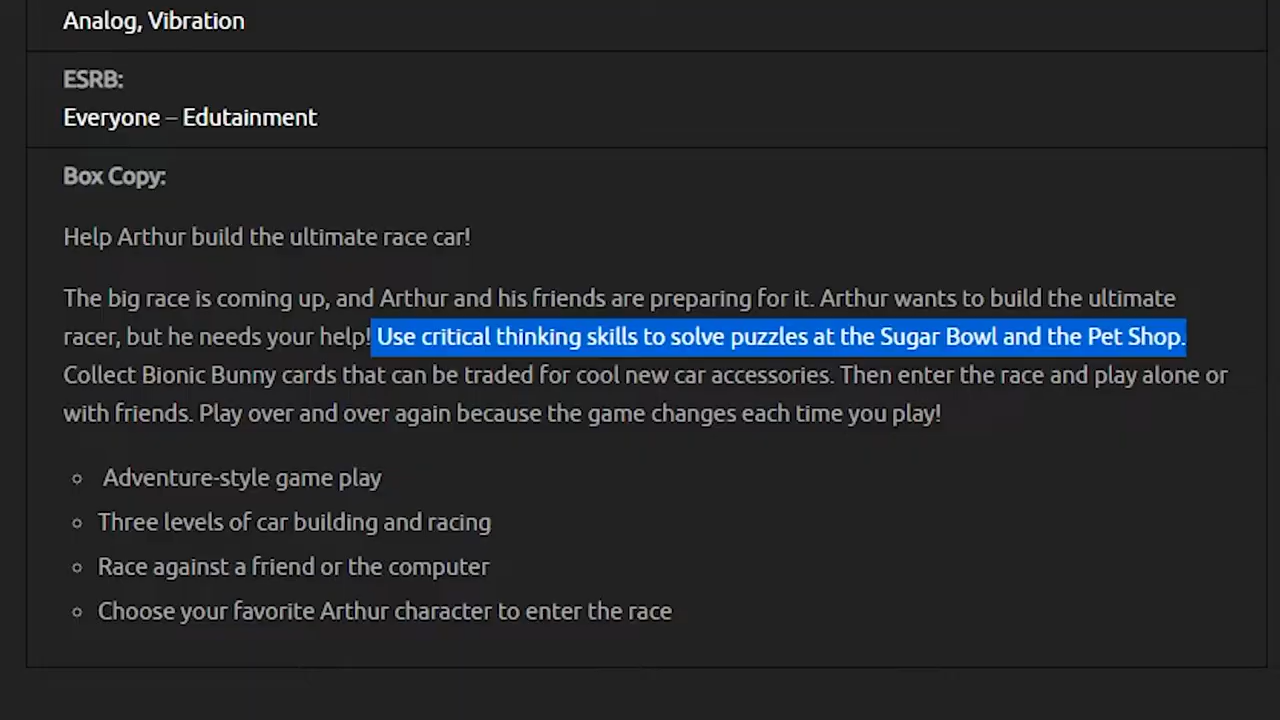 Analog, Vibration
ESRB:
Everyone – Edutainment
Box Copy:
Help Arthur build the ultimate race car!
The big race is coming up, and Arthur and his friends are preparing for it. Arthur wants to build the ultimate
racer, but he needs your help! Use critical thinking skills to solve puzzles at the Sugar Bowl and the Pet Shop.
Collect Bionic Bunny cards that can be traded for cool new car accessories. Then enter the race and play alone or
with friends. Play over and over again because the game changes each time you play!
Adventure-style game play
Three levels of car building and racing
Race against a friend or the computer
Choose your favorite Arthur character to enter the race